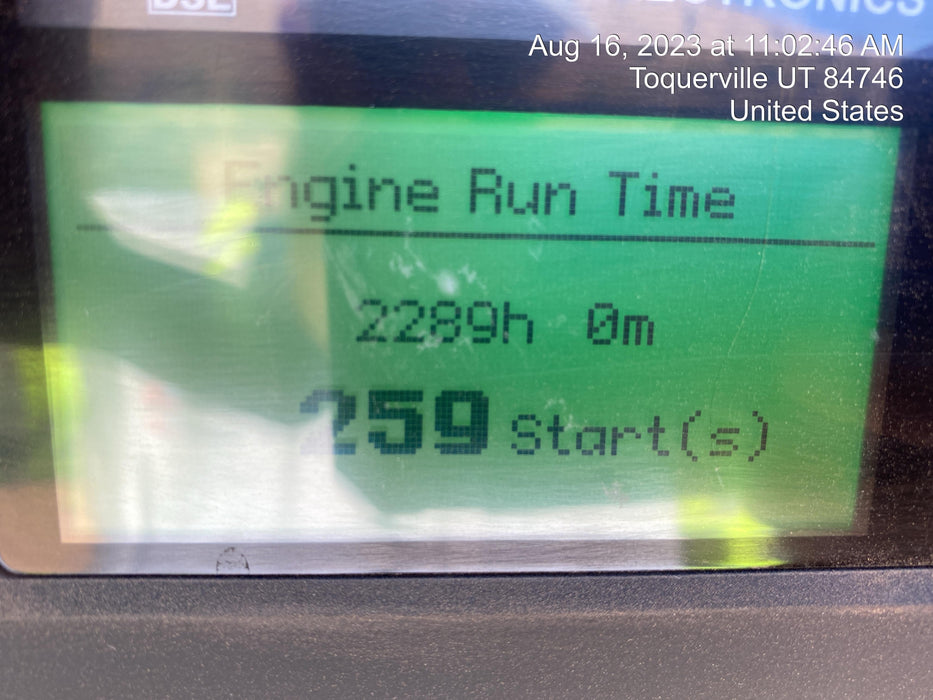 DSE
Aug 16, 2023 at 11:02:46 AM
Toquerville UT 84746
United States
Engine Run Time
2289h 0m
259 Start(s)